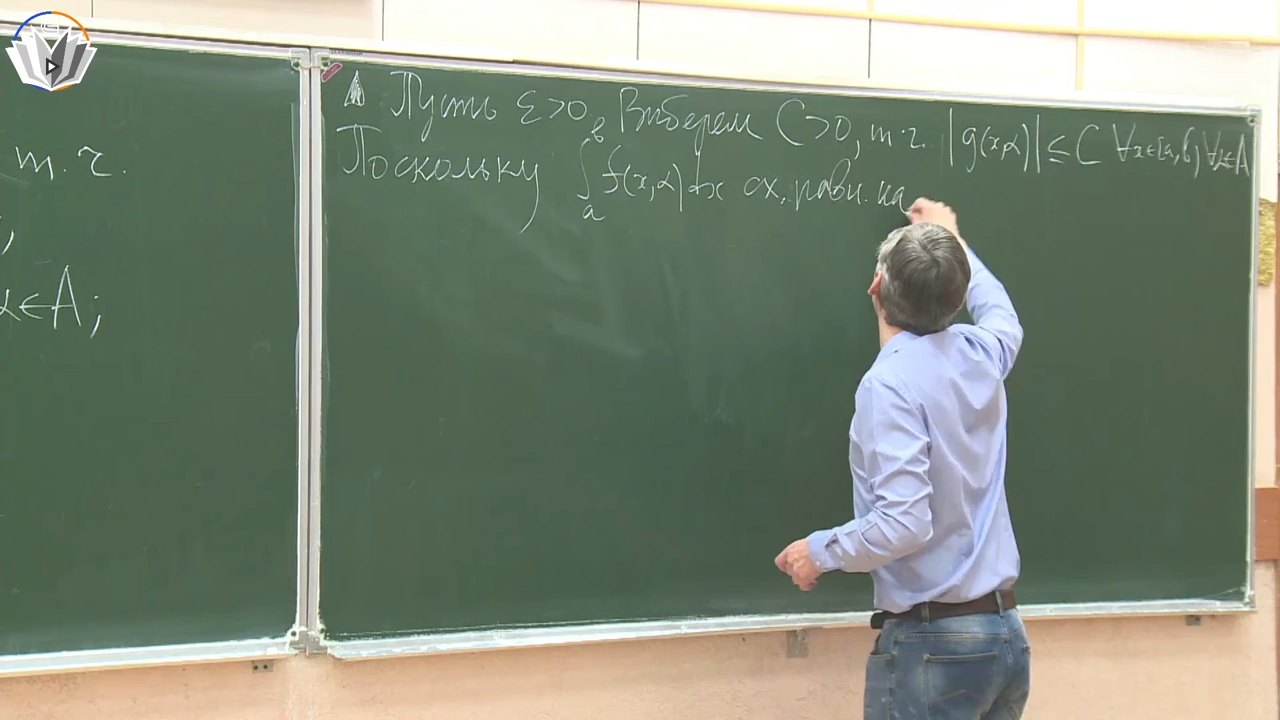 т.ч.
,
α∈A;
Пусть ε>0. Выберем C>0, т.ч. |g(x,α)| ≤ C ∀x∈[a,b) ∀α∈A
Поскольку ∫ₐᵇ f(x,α)dx сх. равн. на